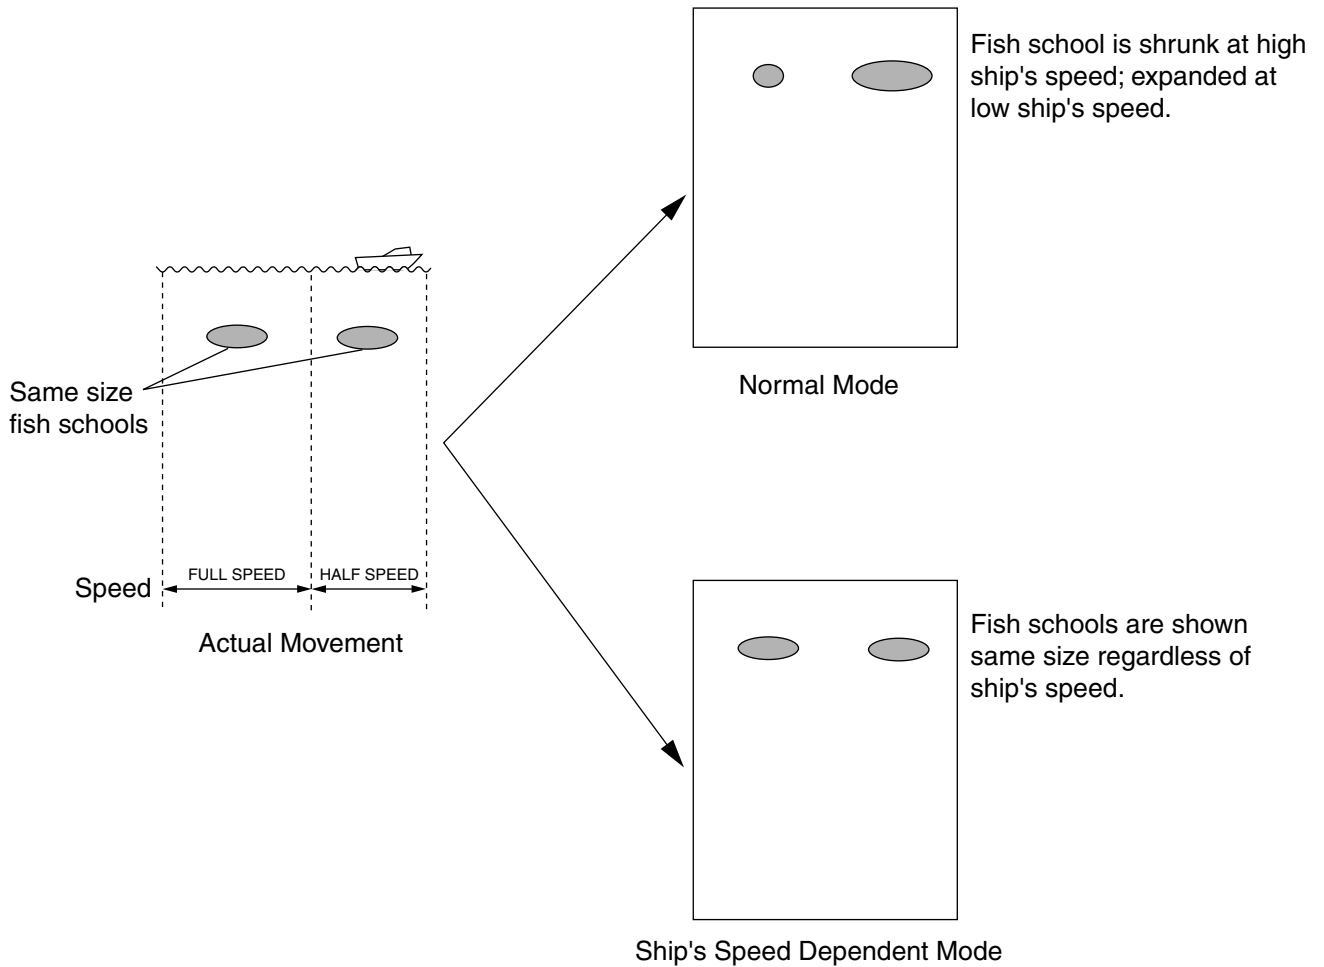 Fish school is shrunk at high
ship's speed; expanded at
low ship's speed.
Normal Mode
Same size
fish schools
Speed
FULL SPEED
HALF SPEED
Actual Movement
Fish schools are shown
same size regardless of
ship's speed.
Ship's Speed Dependent Mode